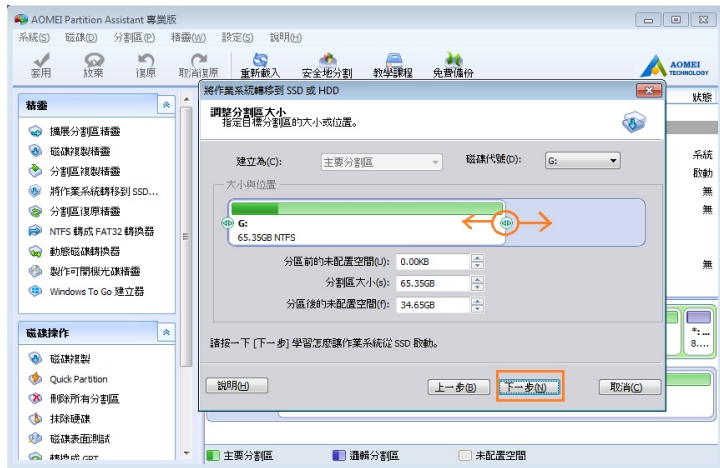 AOMEI Partition Assistant 專業版
系統(S) 磁碟(D) 分割區(P) 精靈(W) 設定(S) 說明(H)
套用 放棄 復原 取消復原 重新載入 安全地分割 教學課程 免費備份
AOMEI
TECHNOLOGY
將作業系統轉移到 SSD 或 HDD
調整分割區大小
指定目標分割區的大小或位置。
建立為(C): 主要分割區 磁碟代號(D): G:
大小與位置
G:
65.35GB NTFS
分區前的未配置空間(U): 0.00KB
分割區大小(s): 65.35GB
分區後的未配置空間(f): 34.65GB
請按一下 [下一步] 學習怎麼讓作業系統從 SSD 啟動。
說明(H) 上一步(B) 下一步(N) 取消(C)
精靈
擴展分割區精靈
磁碟複製精靈
分割區複製精靈
將作業系統轉移到 SSD...
分割區復原精靈
NTFS 轉成 FAT32 轉換器
動態磁碟轉換器
製作可開機光碟精靈
Windows To Go 建立器
磁碟操作
磁碟複製
Quick Partition
刪除所有分割區
抹除硬碟
磁碟表面測試
轉換成 GPT
狀態
系統
啟動
無
無
無
*: ...
8....
主要分割區 邏輯分割區 未配置空間